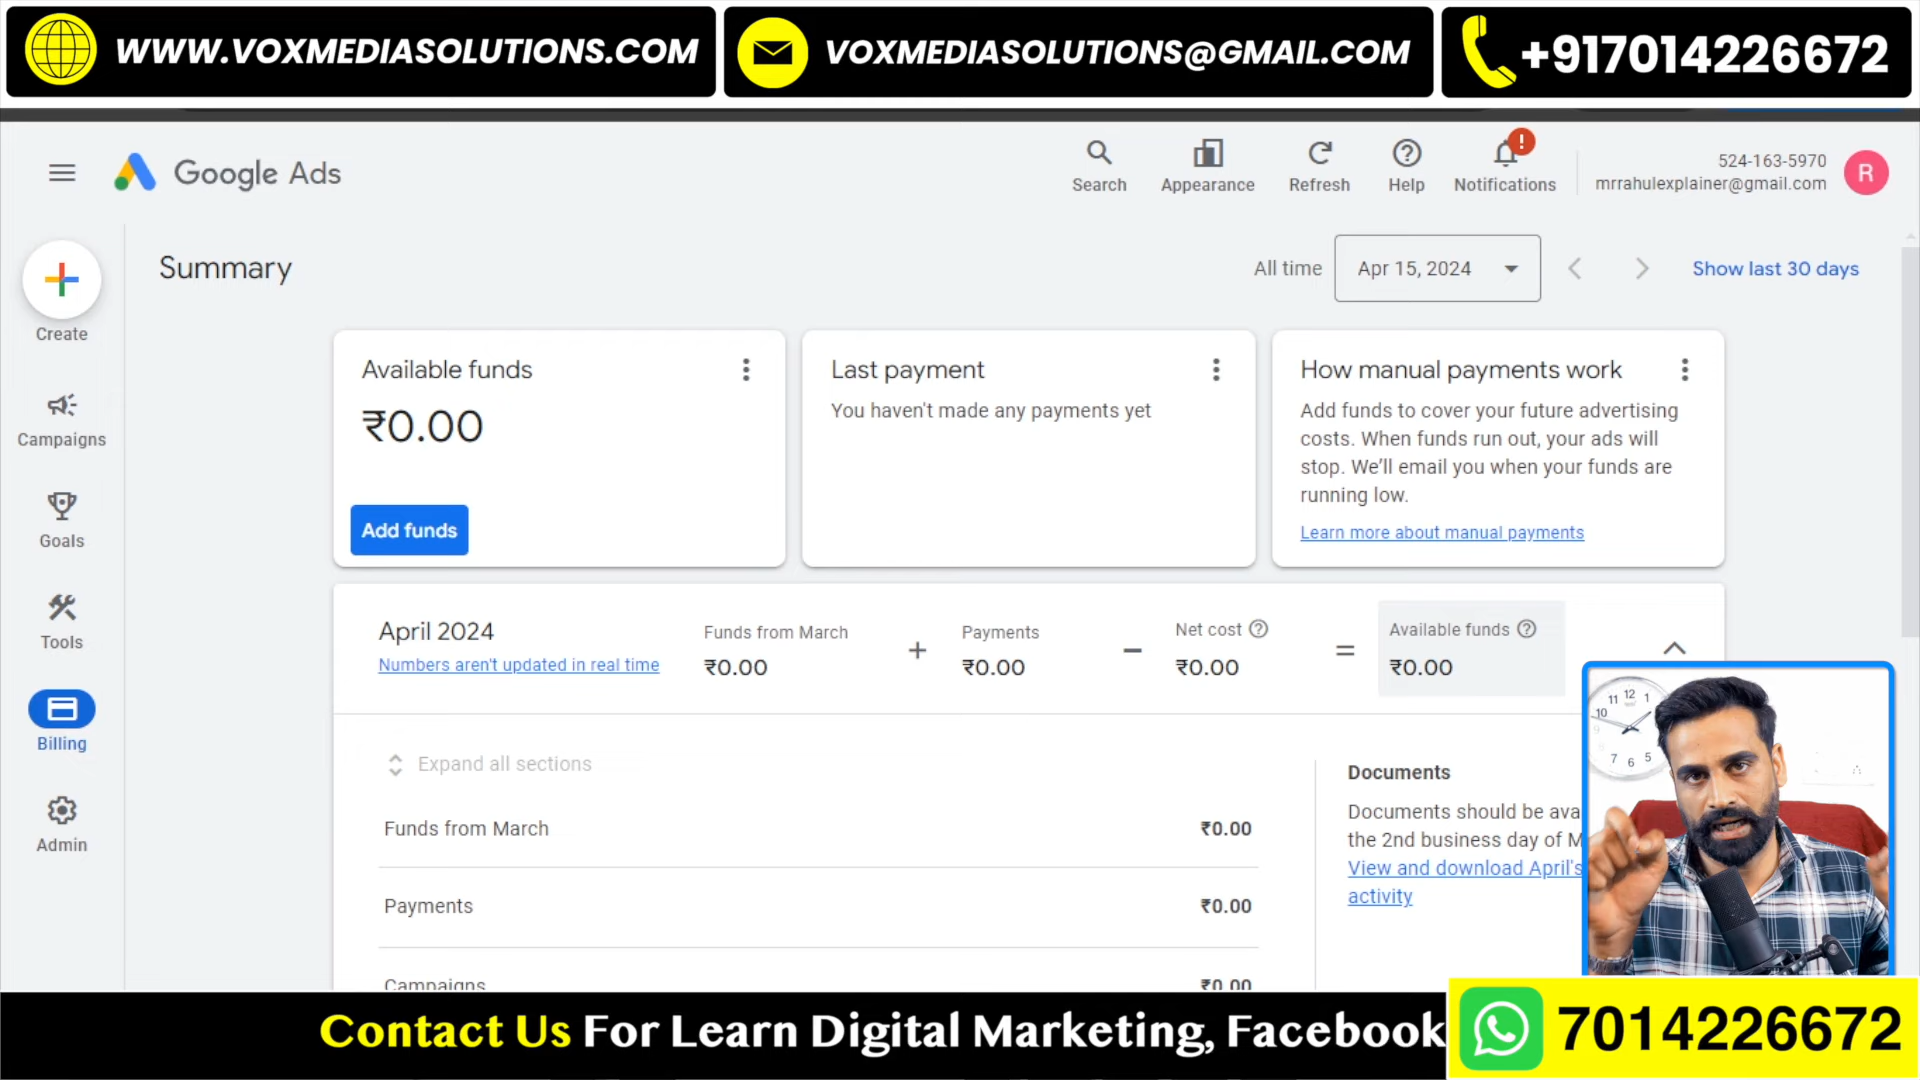 WWW.VOXMEDIASOLUTIONS.COM
VOXMEDIASOLUTIONS@GMAIL.COM
+917014226672
Google Ads
Search
Appearance
Refresh
Help
!
Notifications
524-163-5970
mrrahulexplainer@gmail.com
R
Summary
All time
Apr 15, 2024
Show last 30 days
Create
Campaigns
Goals
Tools
Billing
Admin
Available funds
₹0.00
Add funds
Last payment
You haven't made any payments yet
How manual payments work
Add funds to cover your future advertising
costs. When funds run out, your ads will
stop. We'll email you when your funds are
running low.
Learn more about manual payments
April 2024
Numbers aren't updated in real time
Funds from March
₹0.00
+
Payments
₹0.00
−
Net cost
₹0.00
=
Available funds
₹0.00
Expand all sections
Funds from March ₹0.00
Payments ₹0.00
Campaigns ₹0.00
Documents
Documents should be ava
the 2nd business day of M
View and download April's
activity
11 12 1
10
7 6 5
Contact Us For Learn Digital Marketing, Facebook
7014226672